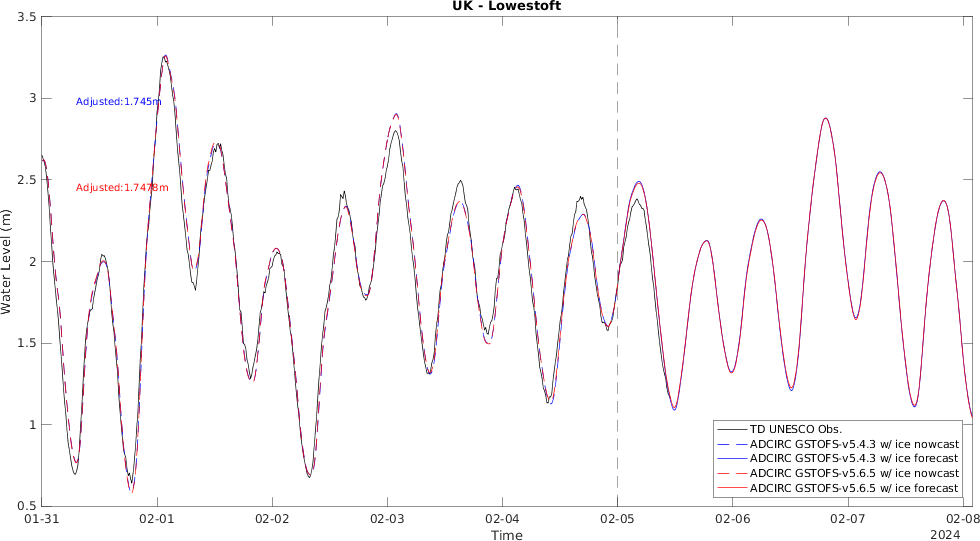 UK - Lowestoft
3.5
3
2.5
2
1.5
1
0.5
Water Level (m)
Adjusted:1.745m
Adjusted:1.7478m
TD UNESCO Obs.
ADCIRC GSTOFS-v5.4.3 w/ ice nowcast
ADCIRC GSTOFS-v5.4.3 w/ ice forecast
ADCIRC GSTOFS-v5.6.5 w/ ice nowcast
ADCIRC GSTOFS-v5.6.5 w/ ice forecast
01-31 02-01 02-02 02-03 02-04 02-05 02-06 02-07 02-08
2024
Time